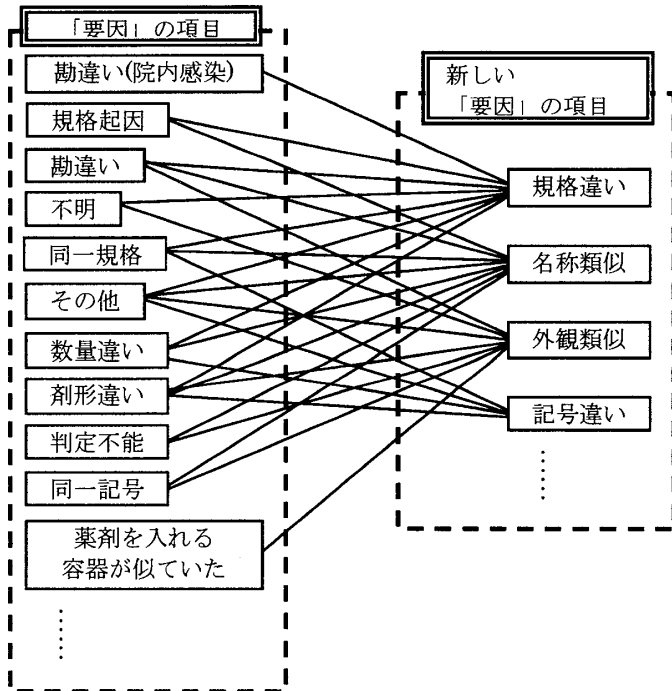 「要因」の項目
勘違い(院内感染)
規格起因
勘違い
不明
同一規格
その他
数量違い
剤形違い
判定不能
同一記号
薬剤を入れる
容器が似ていた
新しい
「要因」の項目
規格違い
名称類似
外観類似
記号違い